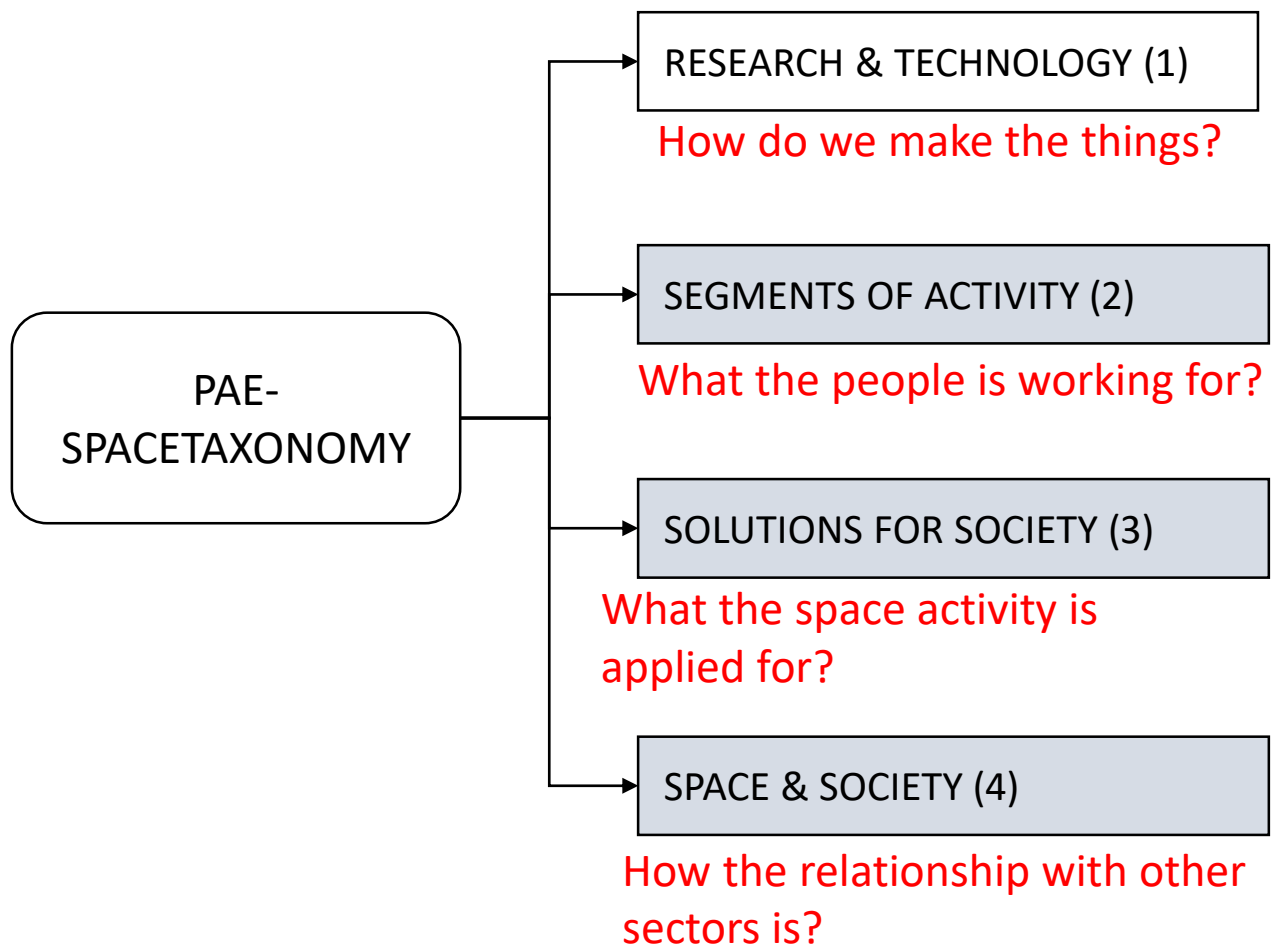 RESEARCH & TECHNOLOGY (1)
How do we make the things?
SEGMENTS OF ACTIVITY (2)
What the people is working for?
PAE-
SPACETAXONOMY
SOLUTIONS FOR SOCIETY (3)
What the space activity is
applied for?
SPACE & SOCIETY (4)
How the relationship with other
sectors is?